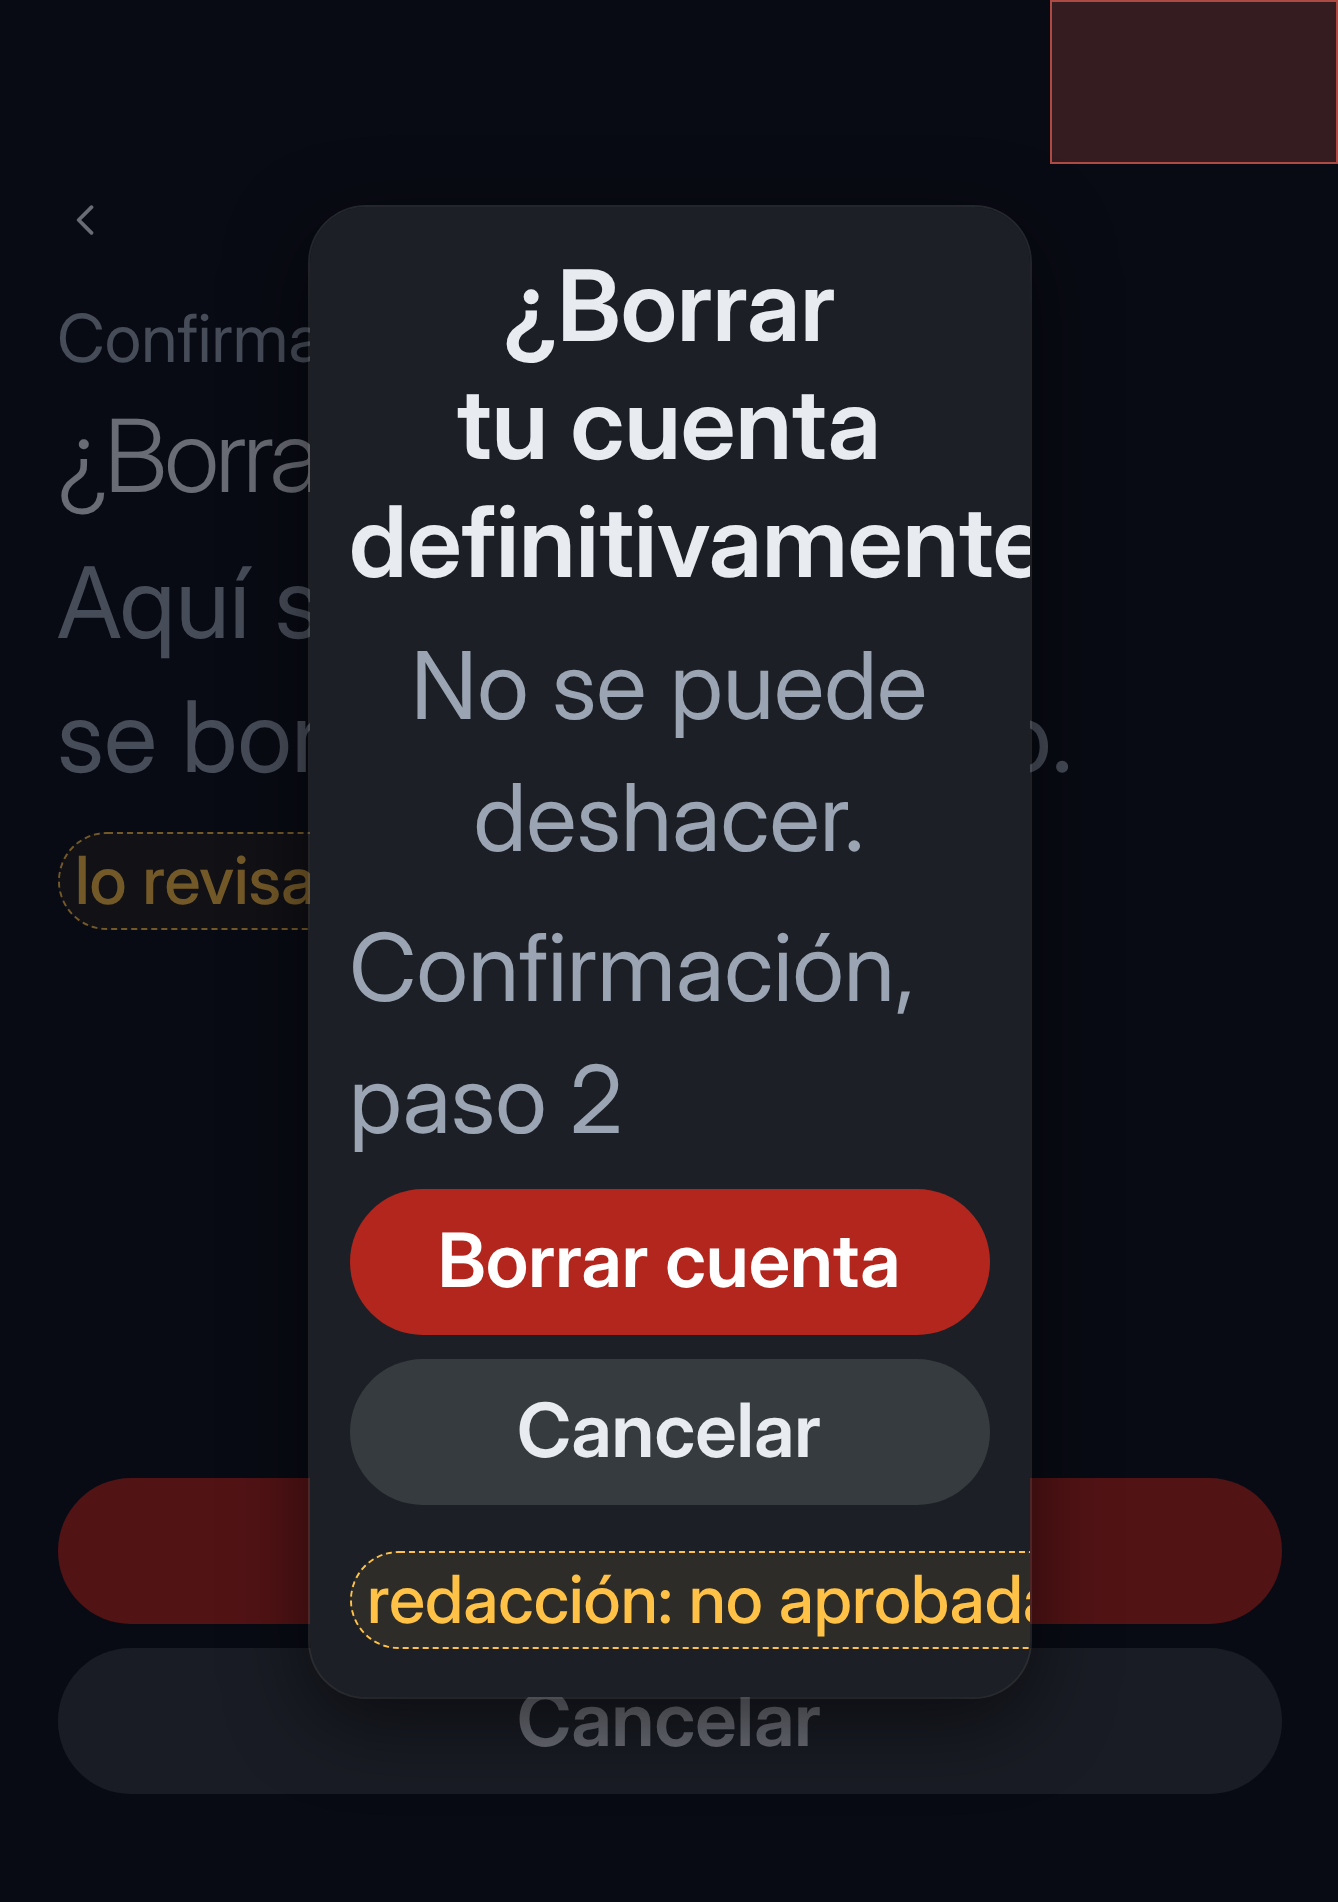 Confirma
¿Borra
Aquí s
se bor
lo revisa
¿Borrar
tu cuenta
definitivamente
No se puede
deshacer.
Confirmación,
paso 2
Borrar cuenta
Cancelar
redacción: no aprobada
Cancelar